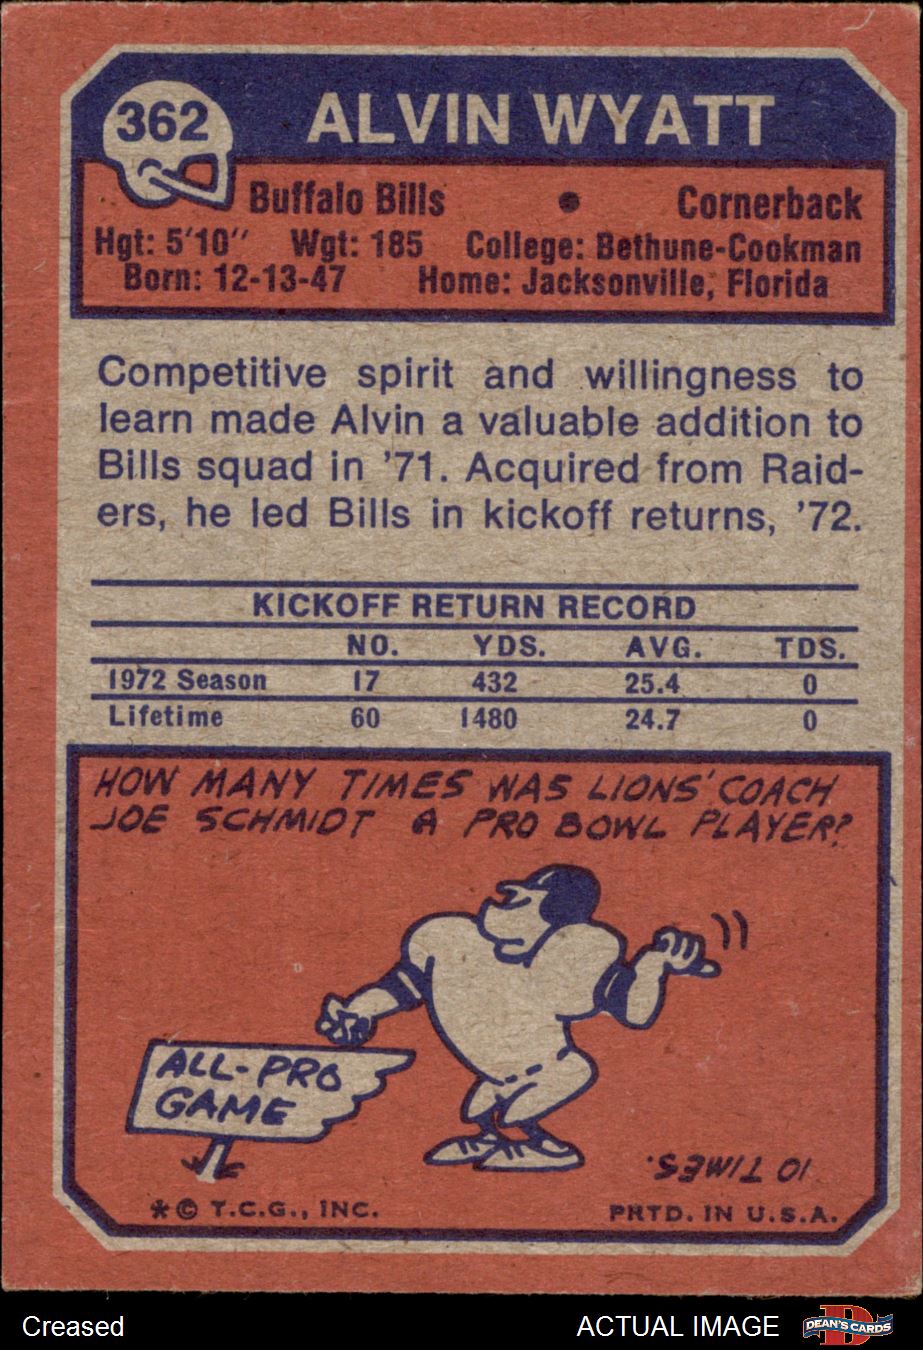 362
ALVIN WYATT
Buffalo Bills • Cornerback
Hgt: 5'10" Wgt: 185 College: Bethune-Cookman
Born: 12-13-47 Home: Jacksonville, Florida
Competitive spirit and willingness to
learn made Alvin a valuable addition to
Bills squad in '71. Acquired from Raid-
ers, he led Bills in kickoff returns, '72.
KICKOFF RETURN RECORD
NO. YDS. AVG. TDS.
1972 Season 17 432 25.4 0
Lifetime 60 1480 24.7 0
HOW MANY TIMES WAS LIONS' COACH
JOE SCHMIDT A PRO BOWL PLAYER?
ALL-PRO
GAME
10 TIMES.
*© T.C.G., INC. PRTD. IN U.S.A.
Creased ACTUAL IMAGE D
DEAN'S CARDS